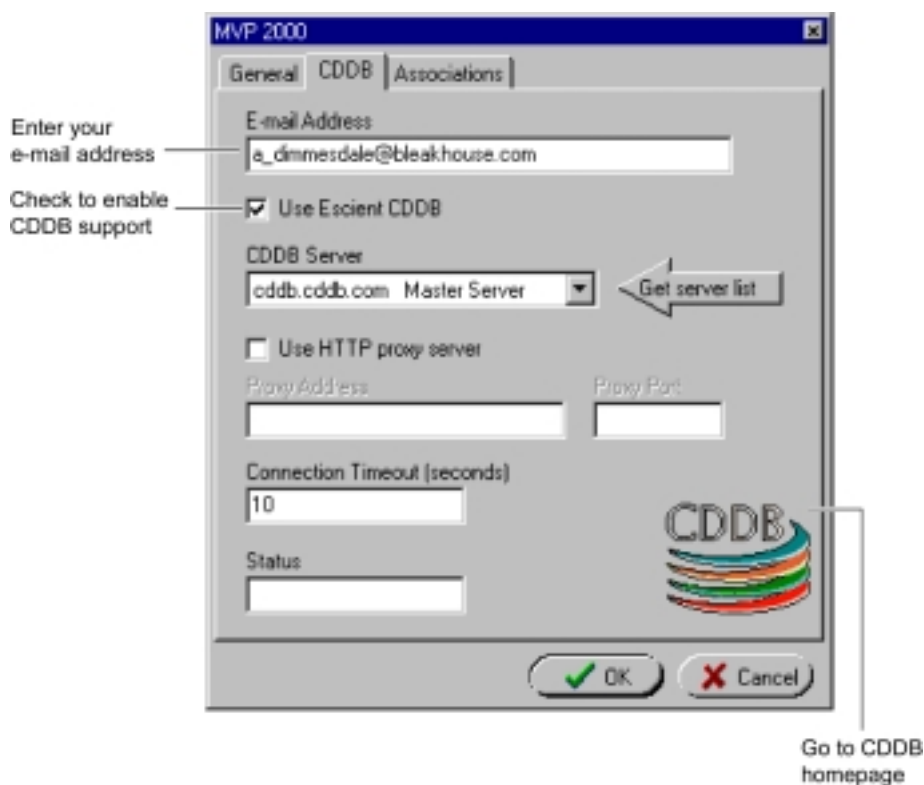 MVP 2000
General CDDB Associations
Enter your
e-mail address
E-mail Address
a_dimmesdale@bleakhouse.com
Check to enable
CDDB support
Use Escient CDDB
CDDB Server
cddb.cddb.com Master Server
Get server list
Use HTTP proxy server
Proxy Address Proxy Port
Connection Timeout (seconds)
10
CDDB
Status
OK Cancel
Go to CDDB
homepage